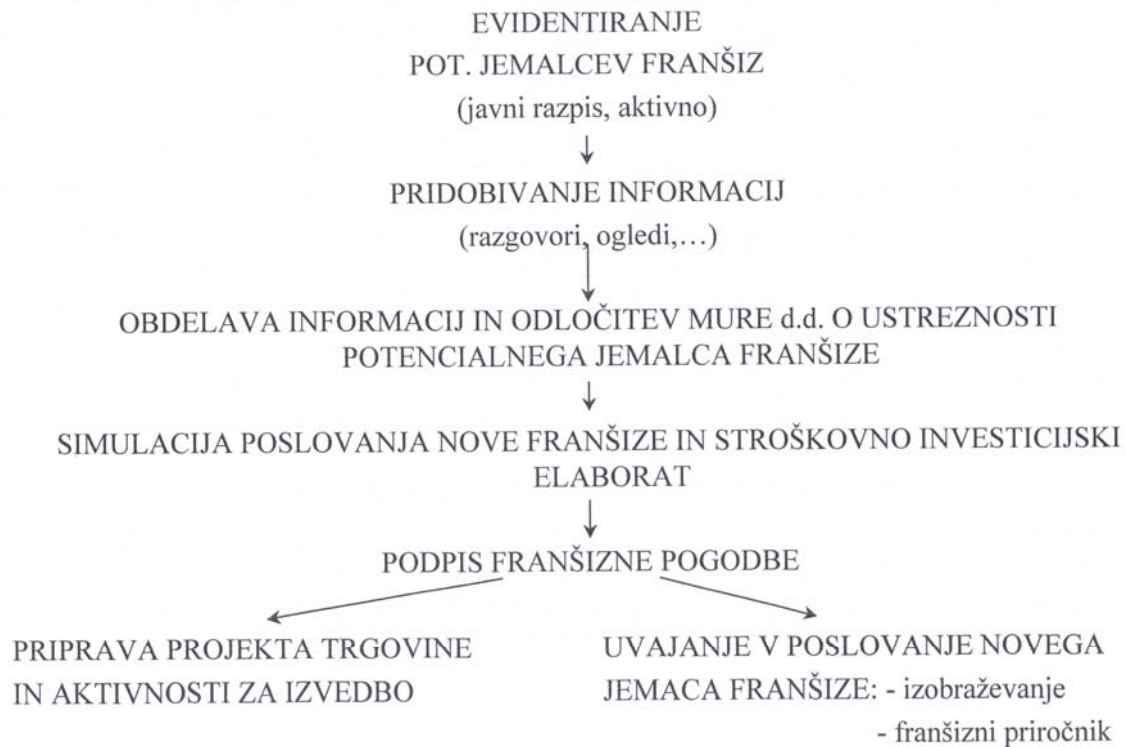 EVIDENTIRANJE
POT. JEMALCEV FRANŠIZ
(javni razpis, aktivno)
PRIDOBIVANJE INFORMACIJ
(razgovori, ogledi,…)
OBDELAVA INFORMACIJ IN ODLOČITEV MURE d.d. O USTREZNOSTI
POTENCIALNEGA JEMALCA FRANŠIZE
SIMULACIJA POSLOVANJA NOVE FRANŠIZE IN STROŠKOVNO INVESTICIJSKI
ELABORAT
PODPIS FRANŠIZNE POGODBE
PRIPRAVA PROJEKTA TRGOVINE
IN AKTIVNOSTI ZA IZVEDBO
UVAJANJE V POSLOVANJE NOVEGA
JEMACA FRANŠIZE: - izobraževanje
- franšizni priročnik